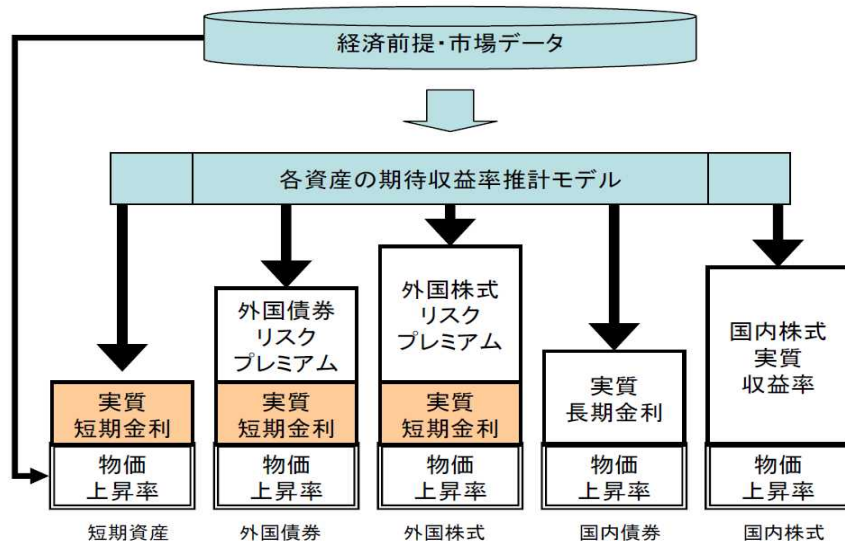 経済前提・市場データ
各資産の期待収益率推計モデル
外国債券
リスク
プレミアム
外国株式
リスク
プレミアム
国内株式
実質
収益率
実質
短期金利
実質
短期金利
実質
短期金利
実質
長期金利
物価
上昇率
物価
上昇率
物価
上昇率
物価
上昇率
物価
上昇率
短期資産
外国債券
外国株式
国内債券
国内株式